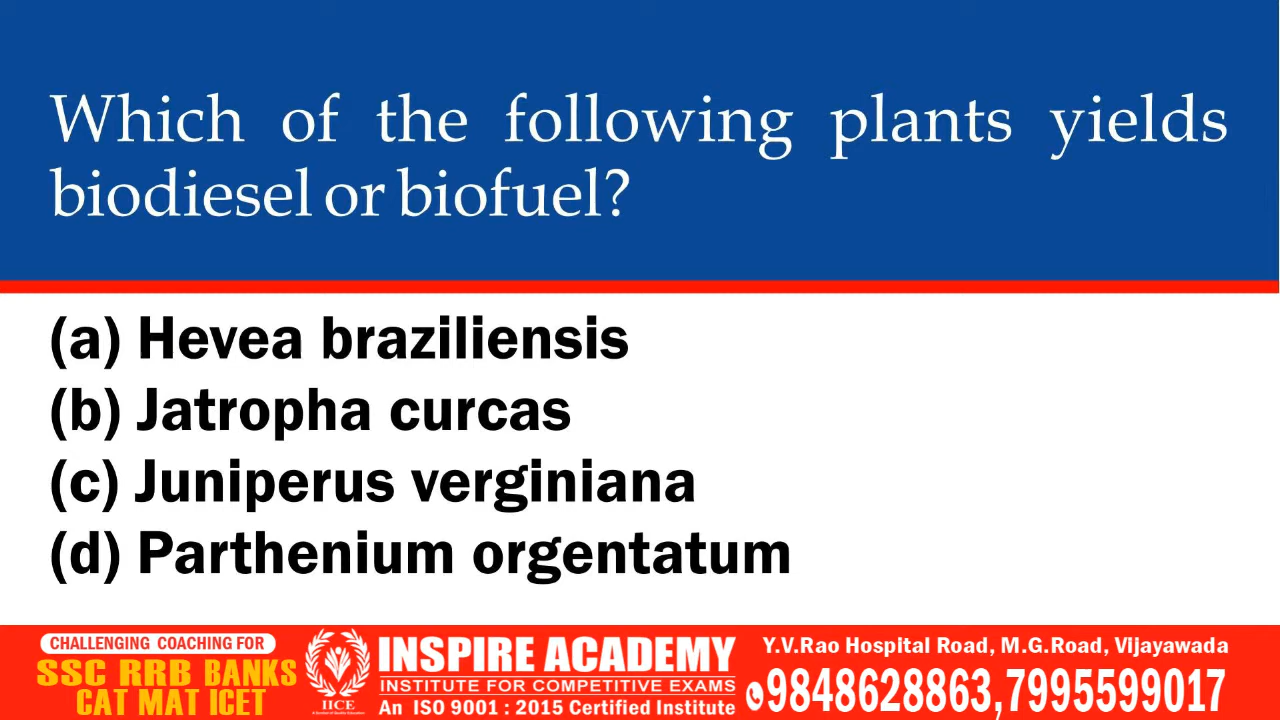 Which of the following plants yields
biodiesel or biofuel?
(a) Hevea braziliensis
(b) Jatropha curcas
(c) Juniperus verginiana
(d) Parthenium orgentatum
CHALLENGING COACHING FOR
SSC RRB BANKS
CAT MAT ICET
IICE
INSPIRE ACADEMY
INSTITUTE FOR COMPETITIVE EXAMS
An ISO 9001 : 2015 Certified Institute
Y.V.Rao Hospital Road, M.G.Road, Vijayawada
9848628863,7995599017